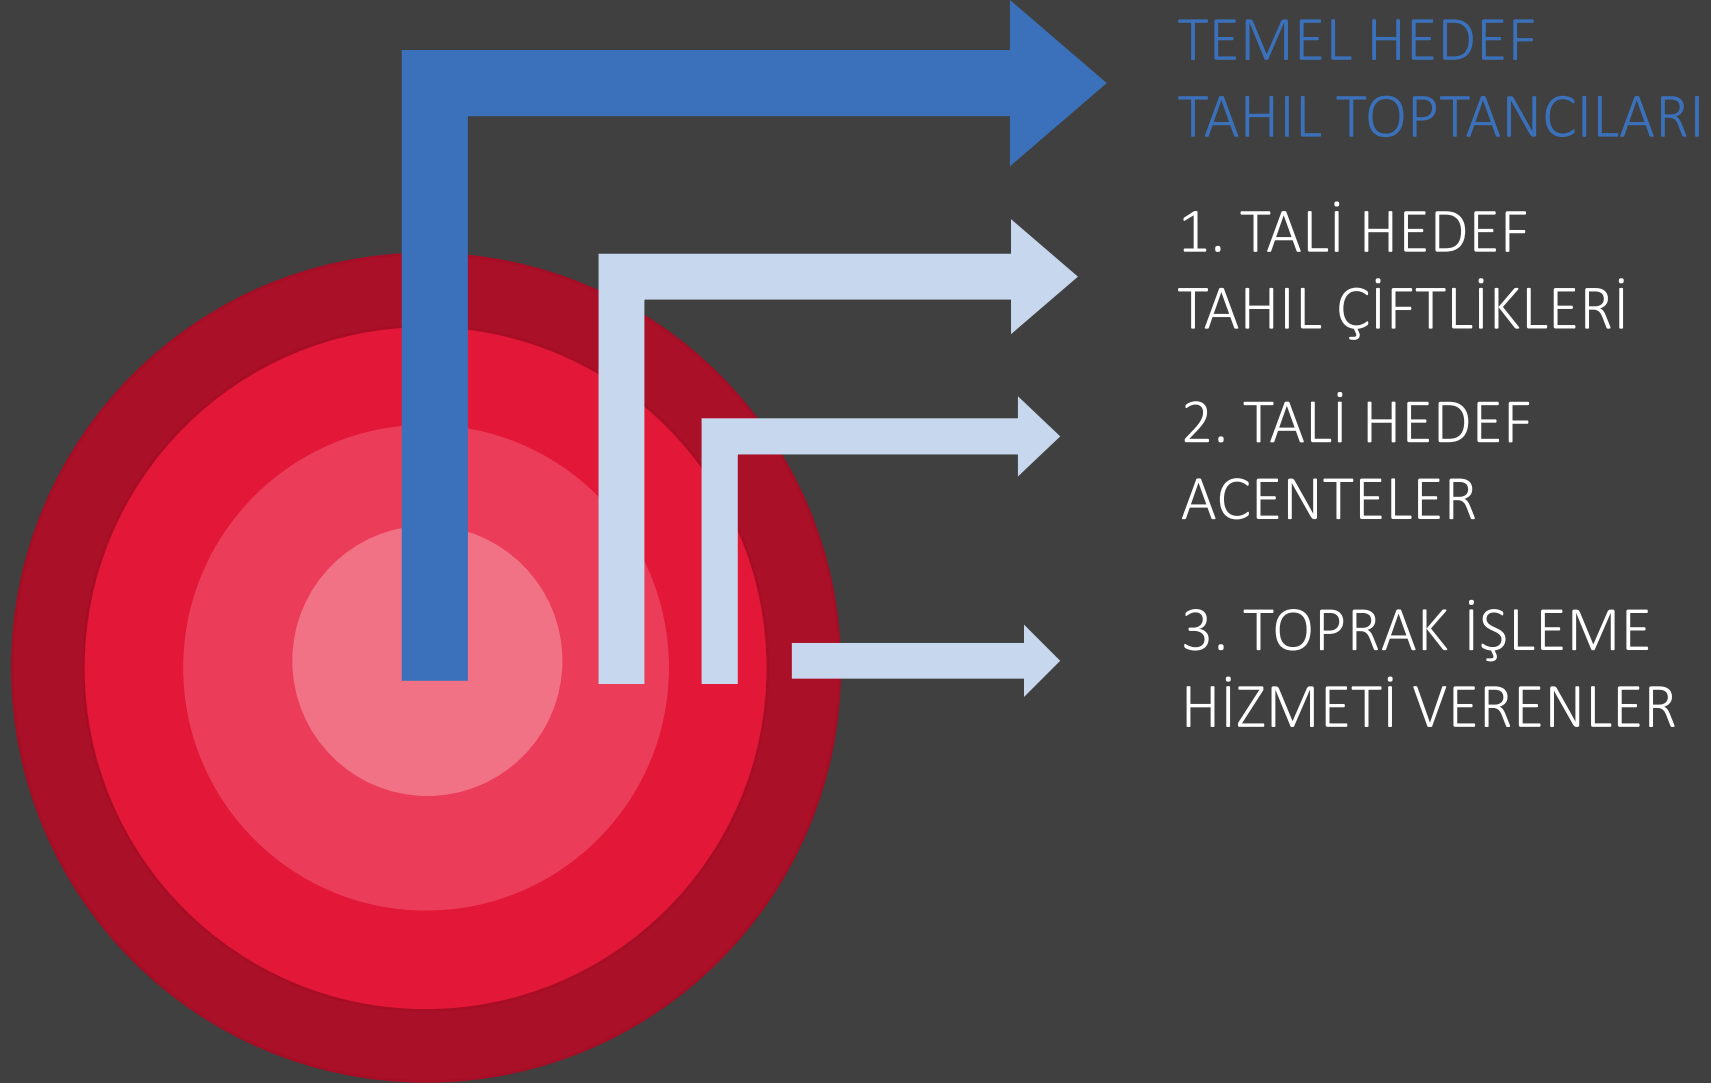 TEMEL HEDEF
TAHIL TOPTANCILARI
1. TALİ HEDEF
TAHIL ÇİFTLİKLERİ
2. TALİ HEDEF
ACENTELER
3. TOPRAK İŞLEME
HİZMETİ VERENLER